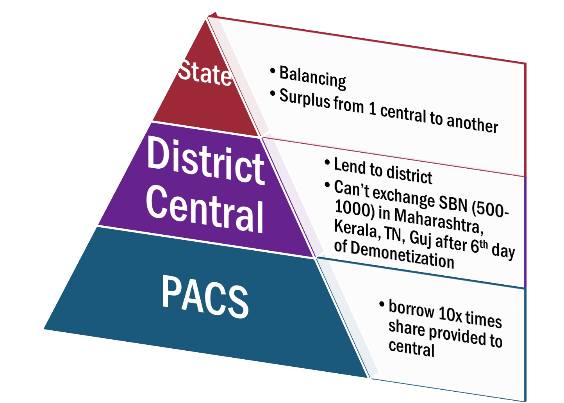 State
• Balancing
• Surplus from 1 central to another
District
Central
• Lend to district
• Can't exchange SBN (500-
1000) in Maharashtra,
Kerala, TN, Guj after 6th day
of Demonetization
PACS
• borrow 10x times
share provided to
central